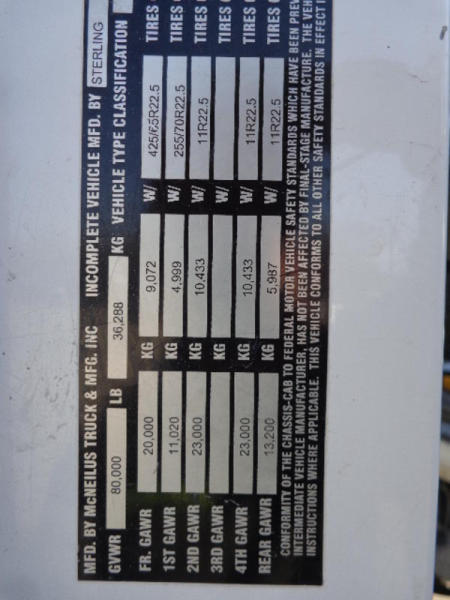 MFD. BY McNEILUS TRUCK & MFG. INC INCOMPLETE VEHICLE MFD. BY STERLING
GVWR 80,000 LB 36,288 KG VEHICLE TYPE CLASSIFICATION
FR. GAWR 20,000 KG 9,072 W/ 425/65R22.5 TIRES
1ST GAWR 11,020 KG 4,999 W/ 255/70R22.5 TIRES
2ND GAWR 23,000 KG 10,433 W/ 11R22.5 TIRES
3RD GAWR KG W/ TIRES
4TH GAWR 23,000 KG 10,433 W/ 11R22.5 TIRES
REAR GAWR 13,200 KG 5,987 W/ 11R22.5 TIRES
CONFORMITY OF THE CHASSIS-CAB TO FEDERAL MOTOR VEHICLE SAFETY STANDARDS WHICH HAVE BEEN
INTERMEDIATE VEHICLE MANUFACTURER, HAS NOT BEEN AFFECTED BY FINAL-STAGE MANUFACTURE. THE
INSTRUCTIONS WHERE APPLICABLE. THIS VEHICLE CONFORMS TO ALL OTHER SAFETY STANDARDS IN